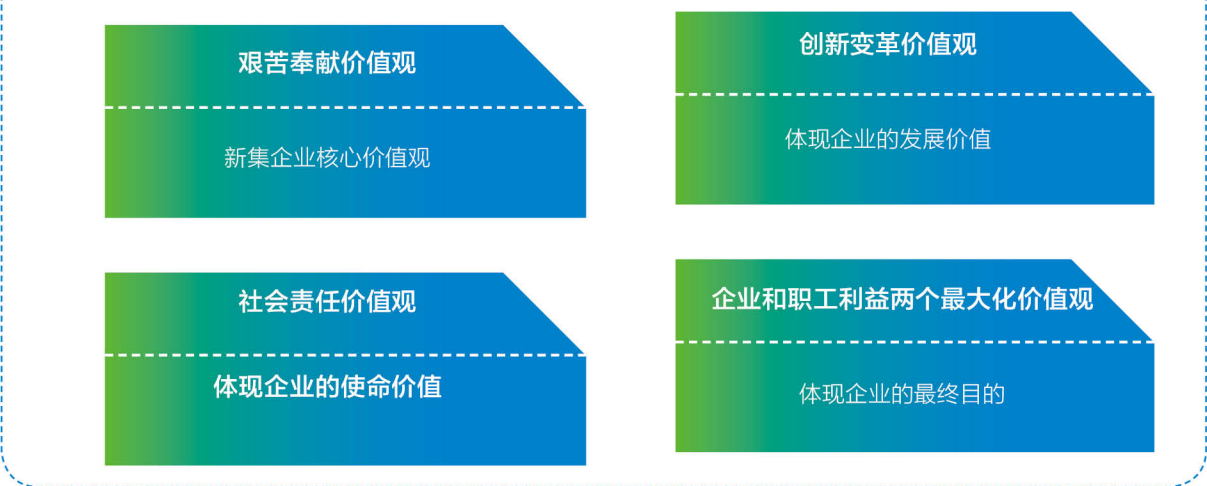 艰苦奉献价值观
新集企业核心价值观
创新变革价值观
体现企业的发展价值
社会责任价值观
体现企业的使命价值
企业和职工利益两个最大化价值观
体现企业的最终目的